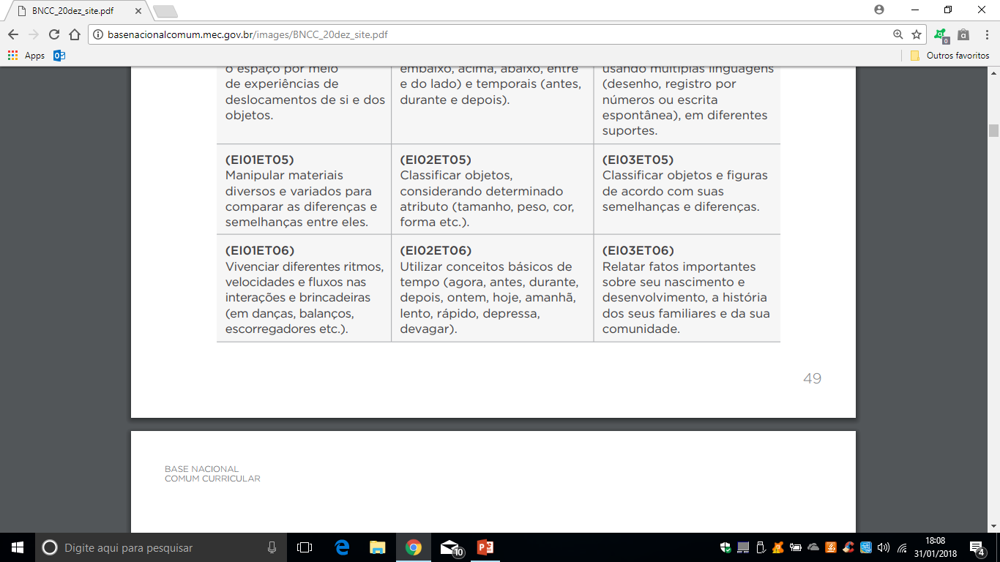 BNCC_20dez_site.pdf
basenacionalcomum.mec.gov.br/images/BNCC_20dez_site.pdf
0
Apps
Outros favoritos
o espaço por meio
de experiências de
deslocamentos de si e dos
objetos.
embaixo, acima, abaixo, entre
e do lado) e temporais (antes,
durante e depois).
usando múltiplas linguagens
(desenho, registro por
números ou escrita
espontânea), em diferentes
suportes.
(EI01ET05)
Manipular materiais
diversos e variados para
comparar as diferenças e
semelhanças entre eles.
(EI02ET05)
Classificar objetos,
considerando determinado
atributo (tamanho, peso, cor,
forma etc.).
(EI03ET05)
Classificar objetos e figuras
de acordo com suas
semelhanças e diferenças.
(EI01ET06)
Vivenciar diferentes ritmos,
velocidades e fluxos nas
interações e brincadeiras
(em danças, balanços,
escorregadores etc.).
(EI02ET06)
Utilizar conceitos básicos de
tempo (agora, antes, durante,
depois, ontem, hoje, amanhã,
lento, rápido, depressa,
devagar).
(EI03ET06)
Relatar fatos importantes
sobre seu nascimento e
desenvolvimento, a história
dos seus familiares e da sua
comunidade.
49
BASE NACIONAL
COMUM CURRICULAR
Digite aqui para pesquisar
10
18:08
31/01/2018
4